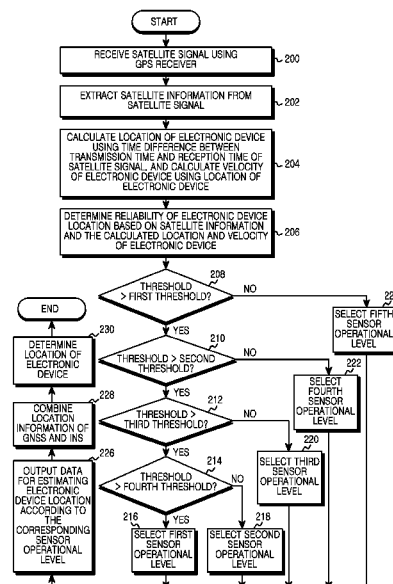 START
RECEIVE SATELLITE SIGNAL USING
GPS RECEIVER
200
EXTRACT SATELLITE INFORMATION FROM
SATELLITE SIGNAL
202
CALCULATE LOCATION OF ELECTRONIC DEVICE
USING TIME DIFFERENCE BETWEEN
TRANSMISSION TIME AND RECEPTION TIME OF
SATELLITE SIGNAL, AND CALCULATE VELOCITY
OF ELECTRONIC DEVICE USING LOCATION OF
ELECTRONIC DEVICE
204
DETERMINE RELIABILITY OF ELECTRONIC DEVICE
LOCATION BASED ON SATELLITE INFORMATION
AND THE CALCULATED LOCATION AND VELOCITY
OF ELECTRONIC DEVICE
206
208
THRESHOLD
> FIRST THRESHOLD?
NO
YES
SELECT FIFTH
SENSOR
OPERATIONAL
LEVEL
210
THRESHOLD > SECOND
THRESHOLD?
NO
YES
222
SELECT
FOURTH
SENSOR
OPERATIONAL
LEVEL
212
THRESHOLD >
THIRD THRESHOLD?
NO
YES
220
SELECT THIRD
SENSOR
OPERATIONAL
LEVEL
214
THRESHOLD
> FOURTH THRESHOLD?
NO
YES
216
SELECT FIRST
SENSOR
OPERATIONAL
LEVEL
218
SELECT SECOND
SENSOR
OPERATIONAL
LEVEL
END
230
DETERMINE
LOCATION OF
ELECTRONIC
DEVICE
228
COMBINE
LOCATION
INFORMATION OF
GNSS AND INS
226
OUTPUT DATA
FOR ESTIMATING
ELECTRONIC
DEVICE LOCATION
ACCORDING TO
THE
CORRESPONDING
SENSOR
OPERATIONAL
LEVEL